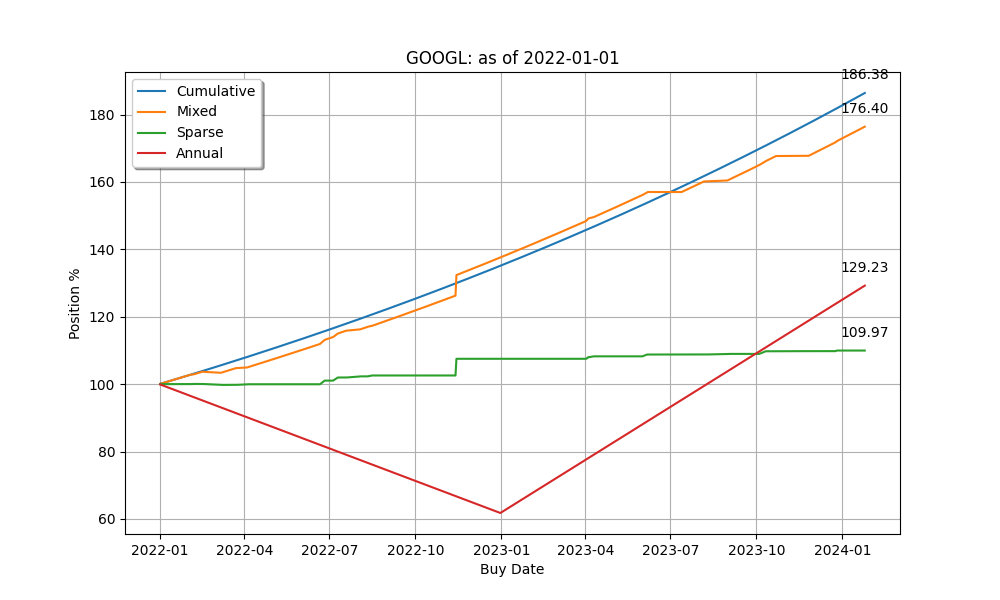 GOOGL: as of 2022-01-01
Cumulative
Mixed
Sparse
Annual
186.38
176.40
129.23
109.97
Position %
180
160
140
120
100
80
60
2022-01 2022-04 2022-07 2022-10 2023-01 2023-04 2023-07 2023-10 2024-01
Buy Date